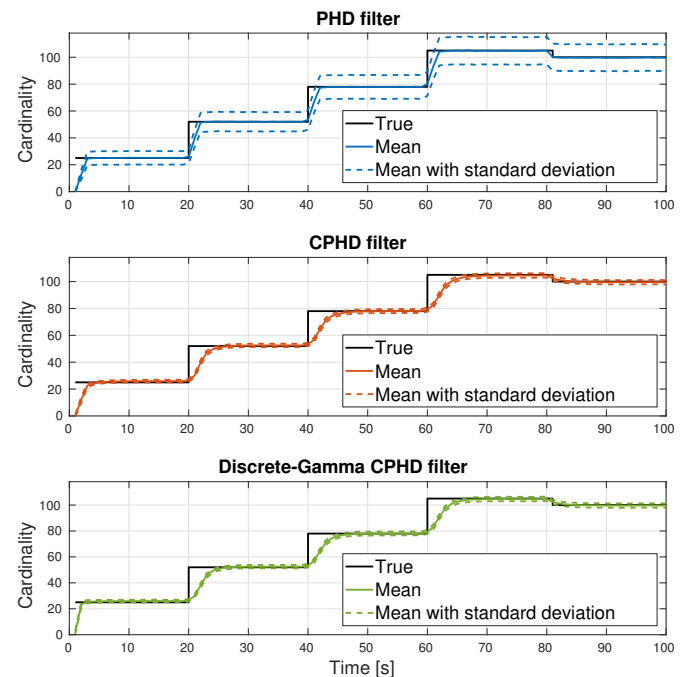 PHD filter
Cardinality
100
80
60
40
20
0
True
Mean
Mean with standard deviation
0 10 20 30 40 50 60 70 80 90 100
CPHD filter
Cardinality
100
80
60
40
20
0
True
Mean
Mean with standard deviation
0 10 20 30 40 50 60 70 80 90 100
Discrete-Gamma CPHD filter
Cardinality
100
80
60
40
20
0
True
Mean
Mean with standard deviation
0 10 20 30 40 50 60 70 80 90 100
Time [s]